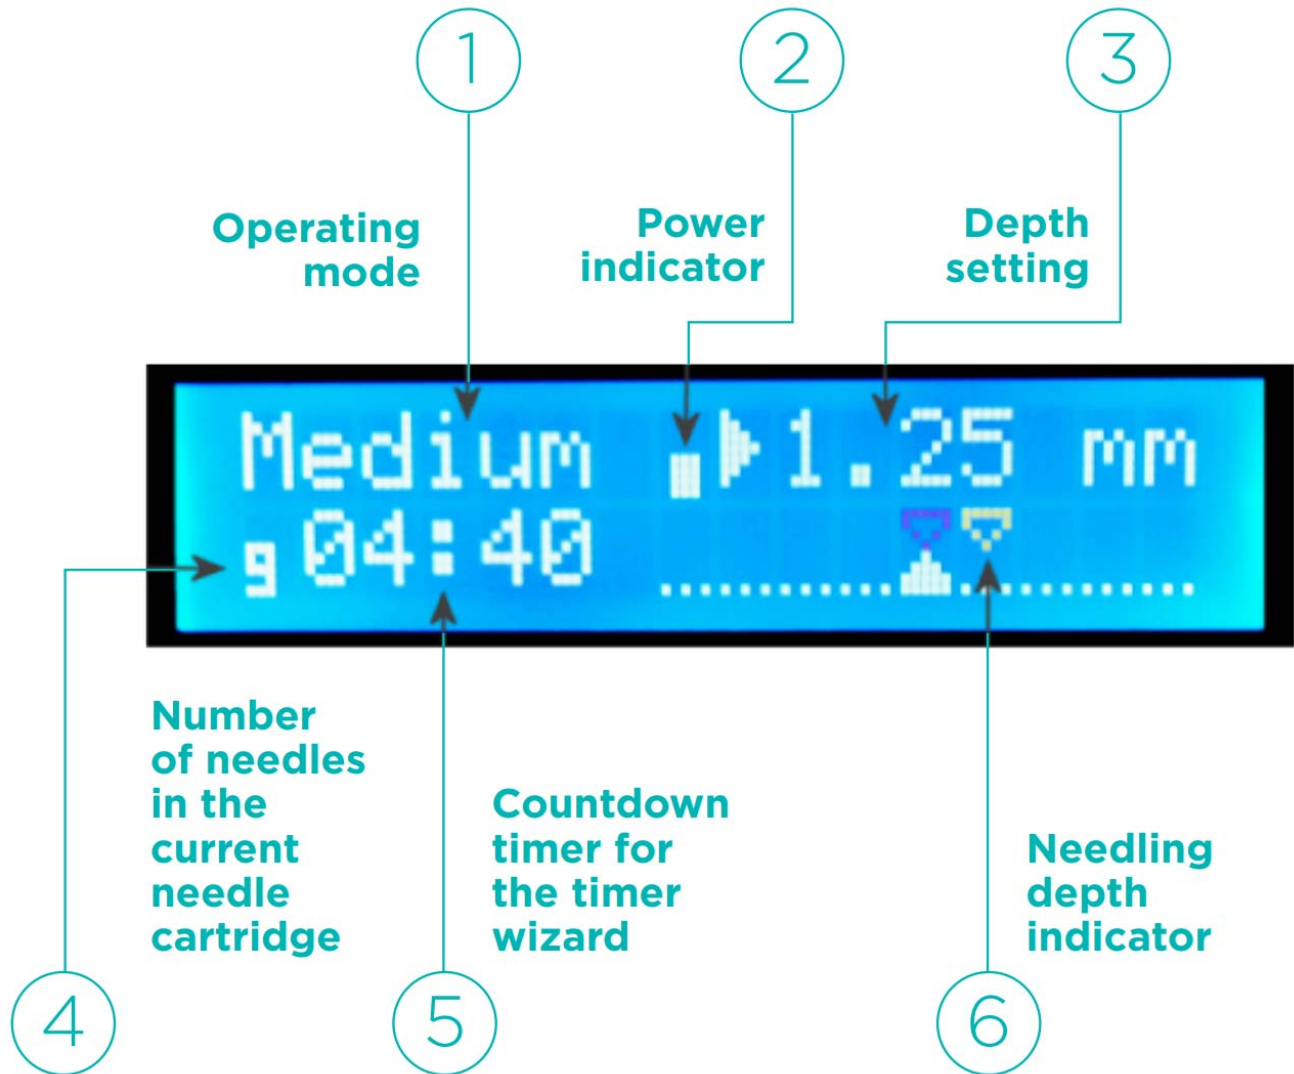 1
2
3
Operating
mode
Power
indicator
Depth
setting
Medium
1.25 mm
9
04:40
Number
of needles
in the
current
needle
cartridge
Countdown
timer for
the timer
wizard
Needling
depth
indicator
4
5
6